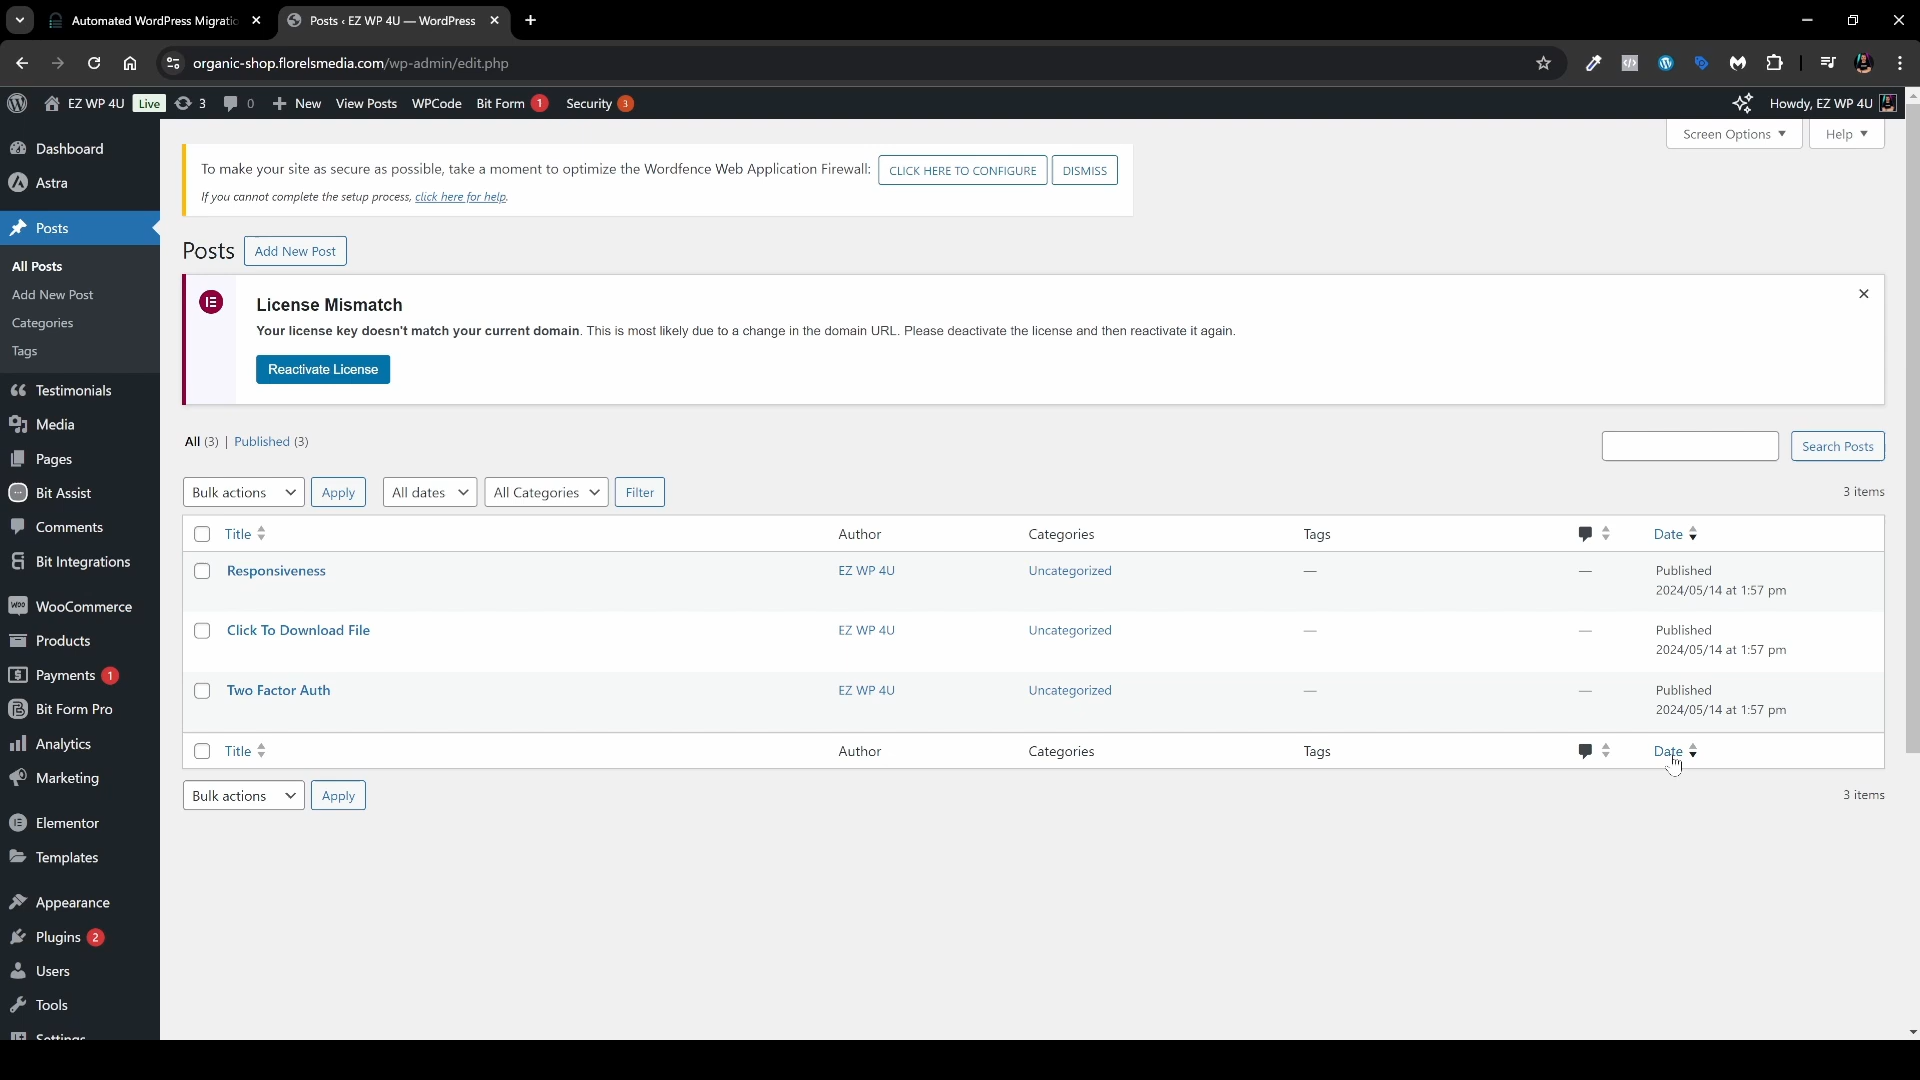 Automated WordPress Migratio
Posts ‹ EZ WP 4U — WordPress
organic-shop.florelsmedia.com/wp-admin/edit.php
EZ WP 4U Live 3 0 New View Posts WPCode Bit Form 1 Security 3
Howdy, EZ WP 4U
Screen Options Help
Dashboard
Astra
Posts
All Posts
Add New Post
Categories
Tags
Testimonials
Media
Pages
Bit Assist
Comments
Bit Integrations
WooCommerce
Products
Payments 1
Bit Form Pro
Analytics
Marketing
Elementor
Templates
Appearance
Plugins 2
Users
Tools
Settings
To make your site as secure as possible, take a moment to optimize the Wordfence Web Application Firewall: CLICK HERE TO CONFIGURE DISMISS
If you cannot complete the setup process, click here for help.
Posts Add New Post
License Mismatch
Your license key doesn't match your current domain. This is most likely due to a change in the domain URL. Please deactivate the license and then reactivate it again.
Reactivate License
All (3) | Published (3)
Search Posts
Bulk actions Apply All dates All Categories Filter
3 items
Title Author Categories Tags Date
Responsiveness EZ WP 4U Uncategorized — — Published
2024/05/14 at 1:57 pm
Click To Download File EZ WP 4U Uncategorized — — Published
2024/05/14 at 1:57 pm
Two Factor Auth EZ WP 4U Uncategorized — — Published
2024/05/14 at 1:57 pm
Title Author Categories Tags Date
Bulk actions Apply
3 items